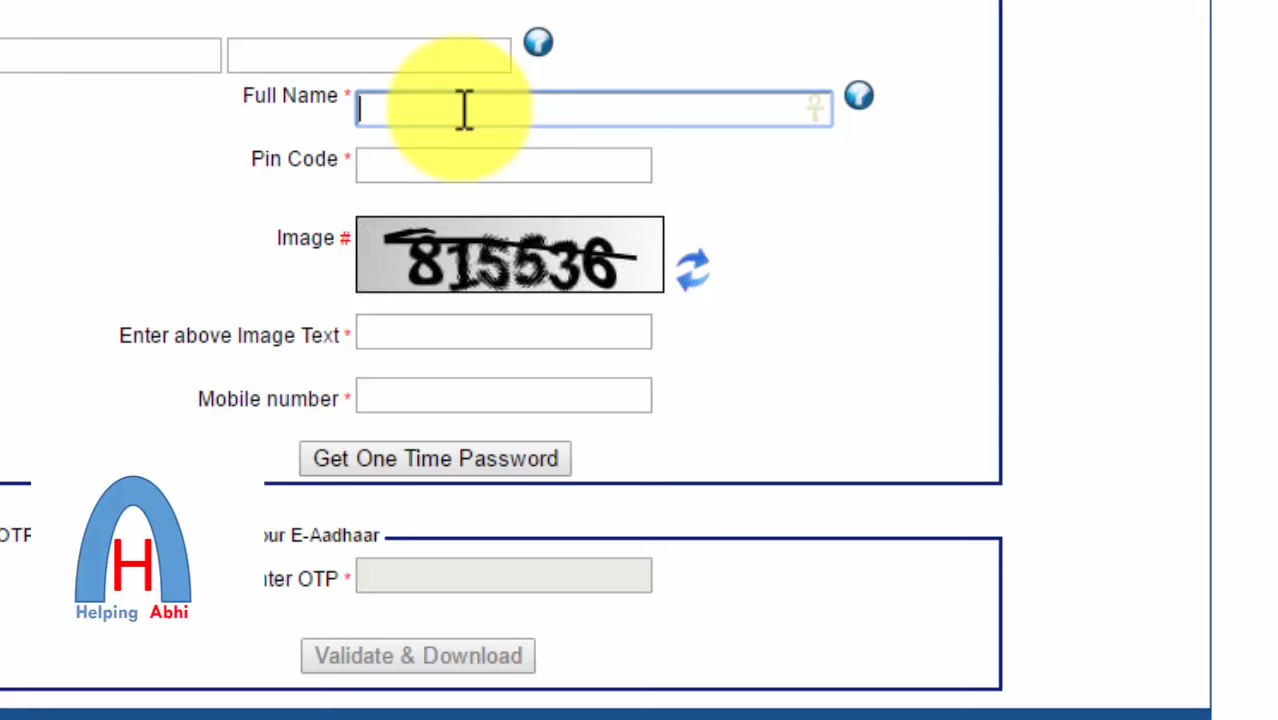 Full Name *
Pin Code *
Image #
815536
Enter above Image Text *
Mobile number *
Get One Time Password
OTP
our E-Aadhaar
nter OTP *
H
Helping Abhi
Validate & Download